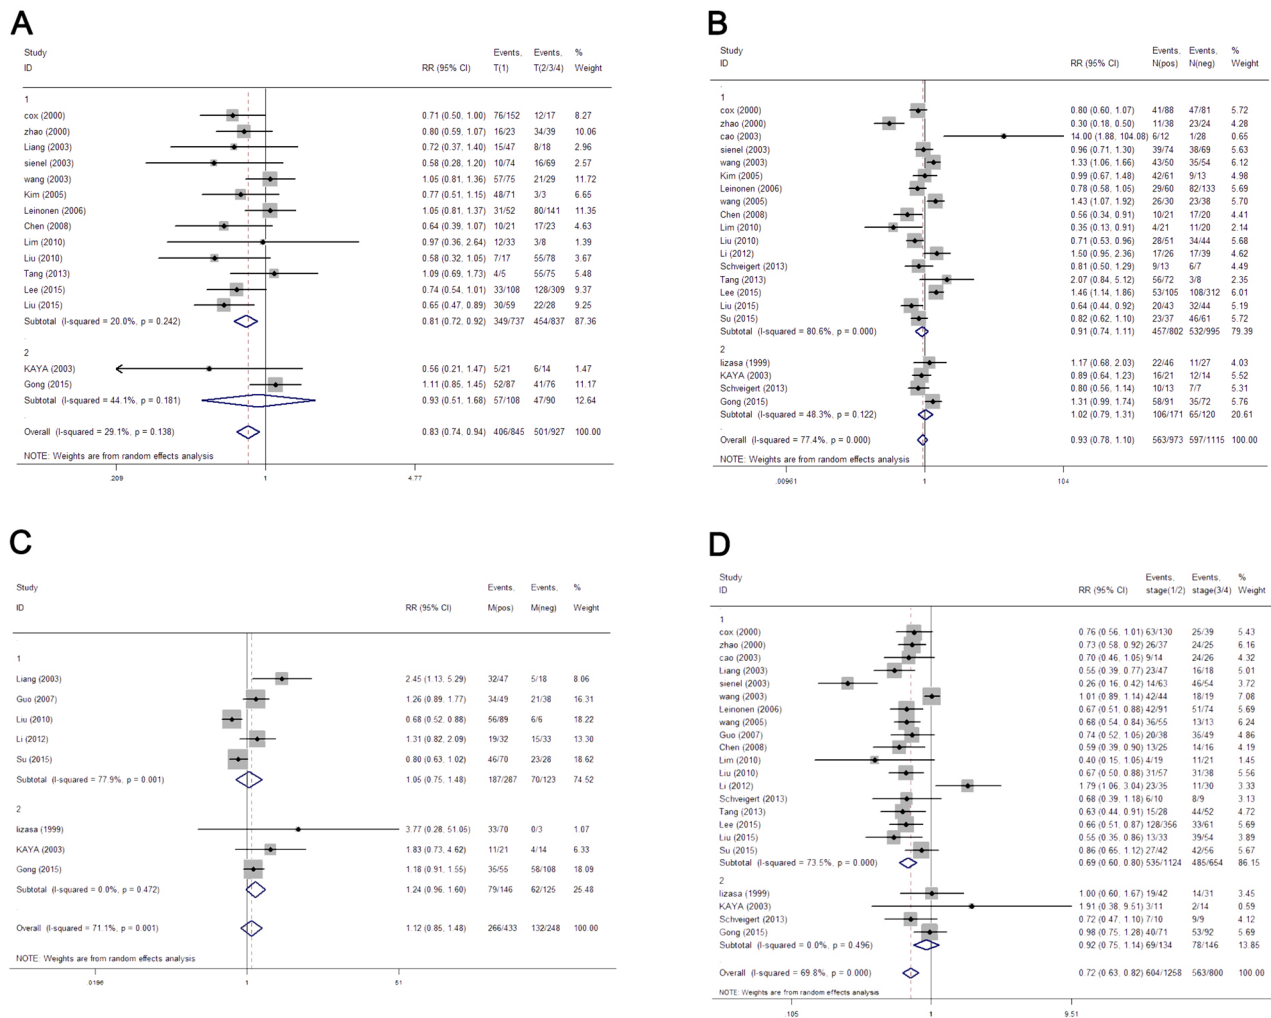 A
Study Events, Events, %
ID RR (95% CI) T(1) T(2/3/4) Weight
1
cox (2000) 0.71 (0.50, 1.00) 76/152 12/17 8.27
zhao (2000) 0.80 (0.59, 1.07) 16/23 34/39 10.06
Liang (2003) 0.72 (0.37, 1.40) 15/47 8/18 2.96
sienel (2003) 0.58 (0.28, 1.20) 10/74 16/69 2.57
wang (2003) 1.05 (0.81, 1.36) 57/75 21/29 11.72
Kim (2005) 0.77 (0.51, 1.15) 48/71 3/3 6.65
Leinonen (2006) 1.05 (0.81, 1.37) 31/52 80/141 11.35
Chen (2008) 0.64 (0.39, 1.07) 10/21 17/23 4.63
Lim (2010) 0.97 (0.36, 2.64) 12/33 3/8 1.39
Liu (2010) 0.58 (0.32, 1.05) 7/17 55/78 3.67
Tang (2013) 1.09 (0.69, 1.73) 4/5 55/75 5.48
Lee (2015) 0.74 (0.54, 1.01) 33/108 128/309 9.37
Liu (2015) 0.65 (0.47, 0.89) 30/59 22/28 9.25
Subtotal (I-squared = 20.0%, p = 0.242) 0.81 (0.72, 0.92) 349/737 454/837 87.36
2
KAYA (2003) 0.56 (0.21, 1.47) 5/21 6/14 1.47
Gong (2015) 1.11 (0.85, 1.45) 52/87 41/76 11.17
Subtotal (I-squared = 44.1%, p = 0.181) 0.93 (0.51, 1.68) 57/108 47/90 12.64
Overall (I-squared = 29.1%, p = 0.138) 0.83 (0.74, 0.94) 406/845 501/927 100.00
NOTE: Weights are from random effects analysis
.209 1 4.77
B
Study Events, Events, %
ID RR (95% CI) N(pos) N(neg) Weight
1
cox (2000) 0.80 (0.60, 1.07) 41/88 47/81 5.72
zhao (2000) 0.30 (0.18, 0.50) 11/38 23/24 4.28
cao (2003) 14.00 (1.88, 104.08) 6/12 1/28 0.65
sienel (2003) 0.96 (0.71, 1.30) 39/74 38/69 5.63
wang (2003) 1.33 (1.06, 1.66) 43/50 35/54 6.12
Kim (2005) 0.99 (0.67, 1.48) 42/61 9/13 4.98
Leinonen (2006) 0.78 (0.58, 1.05) 29/60 82/133 5.69
wang (2005) 1.43 (1.07, 1.92) 26/30 23/38 5.70
Chen (2008) 0.56 (0.34, 0.91) 10/21 17/20 4.41
Lim (2010) 0.35 (0.13, 0.91) 4/21 11/20 2.14
Liu (2010) 0.71 (0.53, 0.96) 28/51 34/44 5.68
Li (2012) 1.50 (0.95, 2.36) 17/26 17/39 4.62
Schweigert (2013) 0.81 (0.50, 1.29) 9/13 6/7 4.49
Tang (2013) 2.07 (0.84, 5.12) 56/72 3/8 2.35
Lee (2015) 1.46 (1.14, 1.86) 53/105 108/312 6.01
Liu (2015) 0.64 (0.44, 0.92) 20/43 32/44 5.19
Su (2015) 0.82 (0.62, 1.10) 23/37 46/61 5.72
Subtotal (I-squared = 80.6%, p = 0.000) 0.91 (0.74, 1.11) 457/802 532/995 79.39
2
Iizasa (1999) 1.17 (0.68, 2.03) 22/46 11/27 4.03
KAYA (2003) 0.89 (0.64, 1.23) 16/21 12/14 5.52
Schweigert (2013) 0.80 (0.56, 1.14) 10/13 7/7 5.31
Gong (2015) 1.31 (0.99, 1.74) 58/91 35/72 5.76
Subtotal (I-squared = 48.3%, p = 0.122) 1.02 (0.79, 1.31) 106/171 65/120 20.61
Overall (I-squared = 77.4%, p = 0.000) 0.93 (0.78, 1.10) 563/973 597/1115 100.00
NOTE: Weights are from random effects analysis
.00961 1 104
C
Study Events, Events, %
ID RR (95% CI) M(pos) M(neg) Weight
1
Liang (2003) 2.45 (1.13, 5.29) 32/47 5/18 8.06
Guo (2007) 1.26 (0.89, 1.77) 34/49 21/38 16.31
Liu (2010) 0.68 (0.52, 0.88) 56/89 6/6 18.22
Li (2012) 1.31 (0.82, 2.09) 19/32 15/33 13.30
Su (2015) 0.80 (0.63, 1.02) 46/70 23/28 18.62
Subtotal (I-squared = 77.9%, p = 0.001) 1.05 (0.75, 1.48) 187/287 70/123 74.52
2
Iizasa (1999) 3.77 (0.28, 51.05) 33/70 0/3 1.07
KAYA (2003) 1.83 (0.73, 4.62) 11/21 4/14 6.33
Gong (2015) 1.18 (0.91, 1.55) 35/55 58/108 18.09
Subtotal (I-squared = 0.0%, p = 0.472) 1.24 (0.96, 1.60) 79/146 62/125 25.48
Overall (I-squared = 71.1%, p = 0.001) 1.12 (0.85, 1.48) 266/433 132/248 100.00
NOTE: Weights are from random effects analysis
.0196 1 51
D
Study Events, Events, %
ID RR (95% CI) stage(1/2) stage(3/4) Weight
1
cox (2000) 0.76 (0.56, 1.01) 63/130 25/39 5.43
zhao (2000) 0.73 (0.58, 0.92) 26/37 24/25 6.16
cao (2003) 0.70 (0.46, 1.05) 9/14 24/26 4.32
Liang (2003) 0.55 (0.39, 0.77) 23/47 16/18 5.01
sienel (2003) 0.26 (0.16, 0.42) 14/63 46/54 3.72
wang (2003) 1.01 (0.89, 1.14) 42/44 18/19 7.08
Leinonen (2006) 0.67 (0.51, 0.88) 42/91 51/74 5.69
wang (2005) 0.68 (0.54, 0.84) 36/55 13/13 6.24
Guo (2007) 0.74 (0.52, 1.05) 20/38 35/49 4.86
Chen (2008) 0.59 (0.39, 0.90) 13/25 14/16 4.19
Lim (2010) 0.40 (0.15, 1.04) 4/19 11/21 1.45
Liu (2010) 0.67 (0.50, 0.88) 31/57 31/38 5.56
Li (2012) 1.79 (1.06, 3.04) 23/35 11/30 3.33
Schveigert (2013) 0.68 (0.39, 1.18) 6/10 8/9 3.13
Tang (2013) 0.63 (0.44, 0.91) 15/28 44/52 4.72
Lee (2015) 0.66 (0.51, 0.87) 128/356 33/61 5.69
Liu (2015) 0.55 (0.35, 0.86) 13/33 39/54 3.89
Su (2015) 0.86 (0.65, 1.12) 27/42 42/56 5.67
Subtotal (I-squared = 73.5%, p = 0.000) 0.69 (0.60, 0.80) 535/1124 485/654 86.15
2
Iizasa (1999) 1.00 (0.60, 1.67) 19/42 14/31 3.45
KAYA (2003) 1.91 (0.38, 9.51) 3/11 2/14 0.59
Schweigert (2013) 0.72 (0.47, 1.10) 7/10 9/9 4.12
Gong (2015) 0.98 (0.75, 1.28) 40/71 53/92 5.69
Subtotal (I-squared = 0.0%, p = 0.496) 0.92 (0.75, 1.14) 69/134 78/146 13.85
Overall (I-squared = 69.8%, p = 0.000) 0.72 (0.63, 0.82) 604/1258 563/800 100.00
NOTE: Weights are from random effects analysis
.105 1 9.51